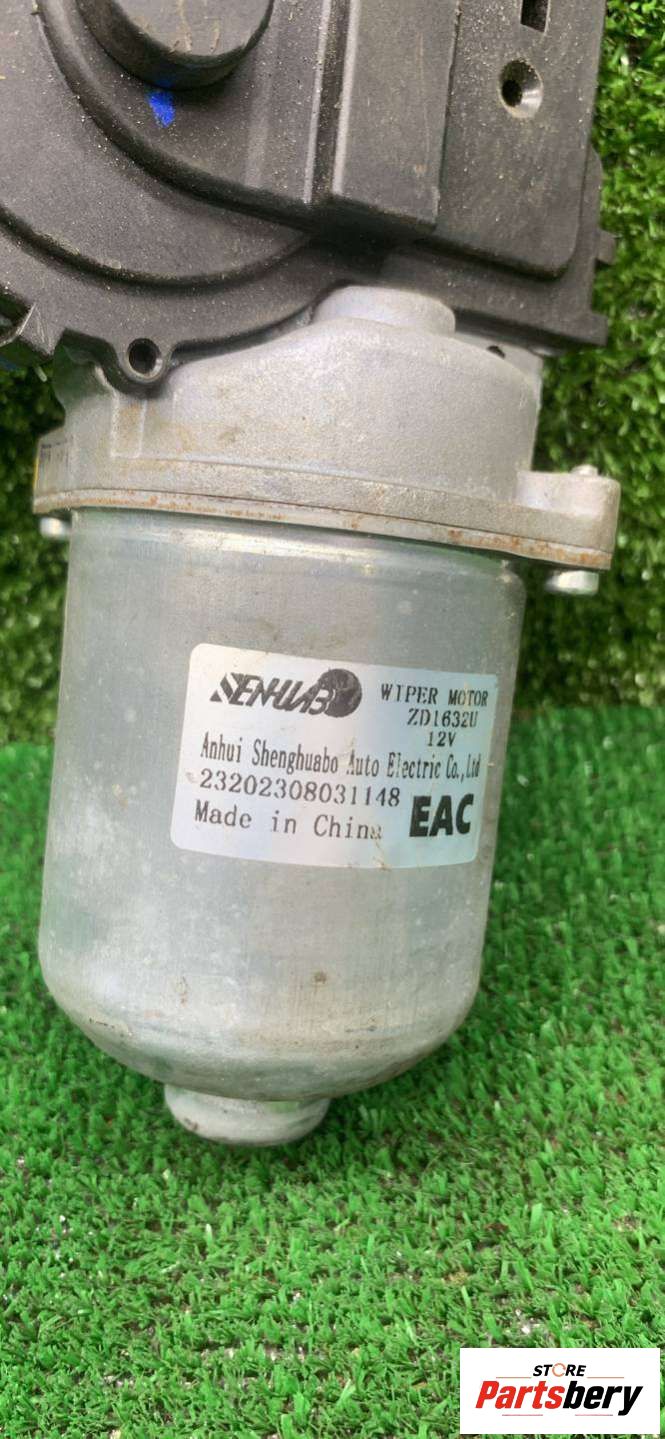 SENHUABO WIPER MOTOR
ZD1632U
12V
Anhui Shenghuabo Auto Electric Co.,Ltd
23202308031148 EAC
Made in China
STORE
Partsbery